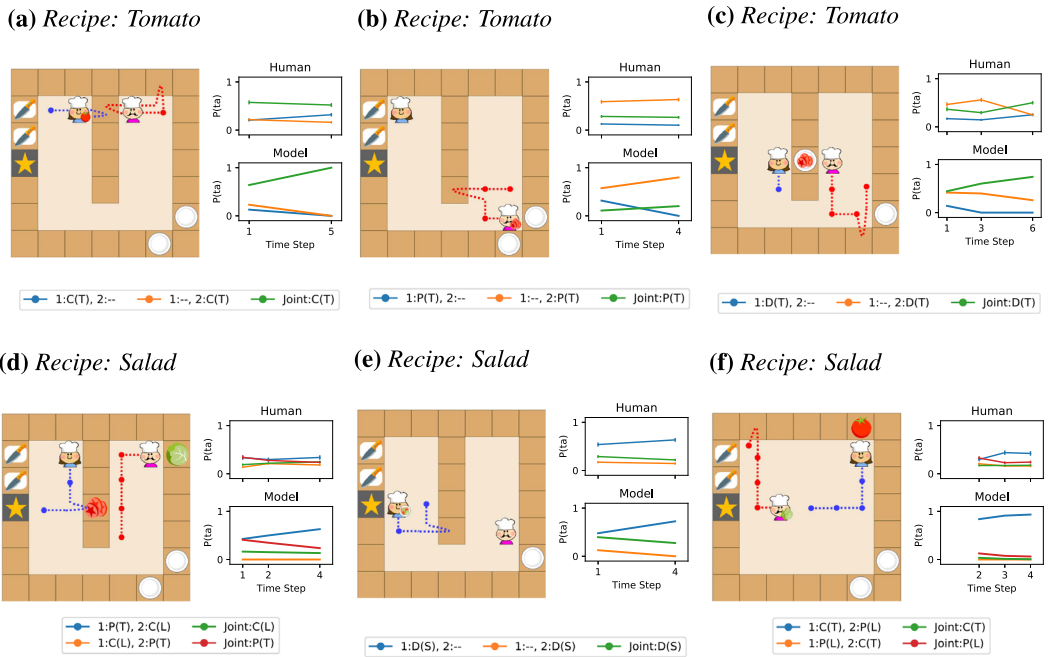 (a) Recipe: Tomato
Human
P(ta)
1
0
Model
P(ta)
1
0
1 5
Time Step
1:C(T), 2:-- 1:--, 2:C(T) Joint:C(T)
(b) Recipe: Tomato
Human
P(ta)
1
0
Model
P(ta)
1
0
1 4
Time Step
1:P(T), 2:-- 1:--, 2:P(T) Joint:P(T)
(c) Recipe: Tomato
Human
P(ta)
1
0
Model
P(ta)
1
0
1 3 6
Time Step
1:D(T), 2:-- 1:--, 2:D(T) Joint:D(T)
(d) Recipe: Salad
Human
P(ta)
1
0
Model
P(ta)
1
0
1 2 4
Time Step
1:P(T), 2:C(L) Joint:C(L)
1:C(L), 2:P(T) Joint:P(T)
(e) Recipe: Salad
Human
P(ta)
1
0
Model
P(ta)
1
0
1 4
Time Step
1:D(S), 2:-- 1:--, 2:D(S) Joint:D(S)
(f) Recipe: Salad
Human
P(ta)
1
0
Model
P(ta)
1
0
2 3 4
Time Step
1:C(T), 2:P(L) Joint:C(T)
1:P(L), 2:C(T) Joint:P(L)